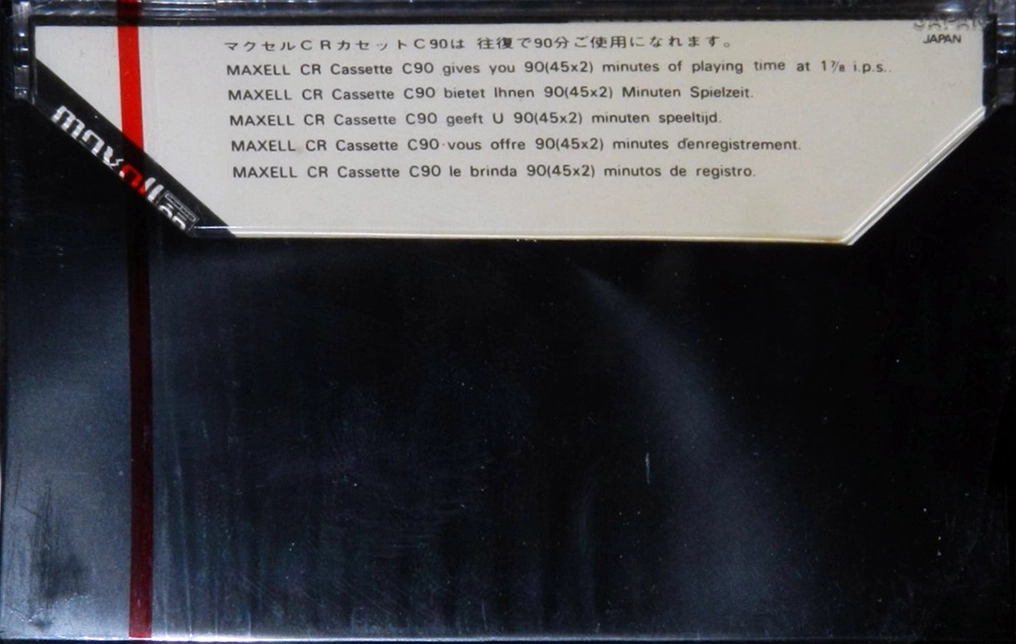 JAPAN
JAPAN
マクセルCRカセットC90は 往復で90分ご使用になれます。
MAXELL CR Cassette C90 gives you 90(45x2) minutes of playing time at 1⅞ i.p.s..
MAXELL CR Cassette C90 bietet Ihnen 90(45x2) Minuten Spielzeit.
MAXELL CR Cassette C90 geeft U 90(45x2) minuten speeltijd.
MAXELL CR Cassette C90 vous offre 90(45x2) minutes d'enregistrement.
MAXELL CR Cassette C90 le brinda 90(45x2) minutos de registro.
maxell